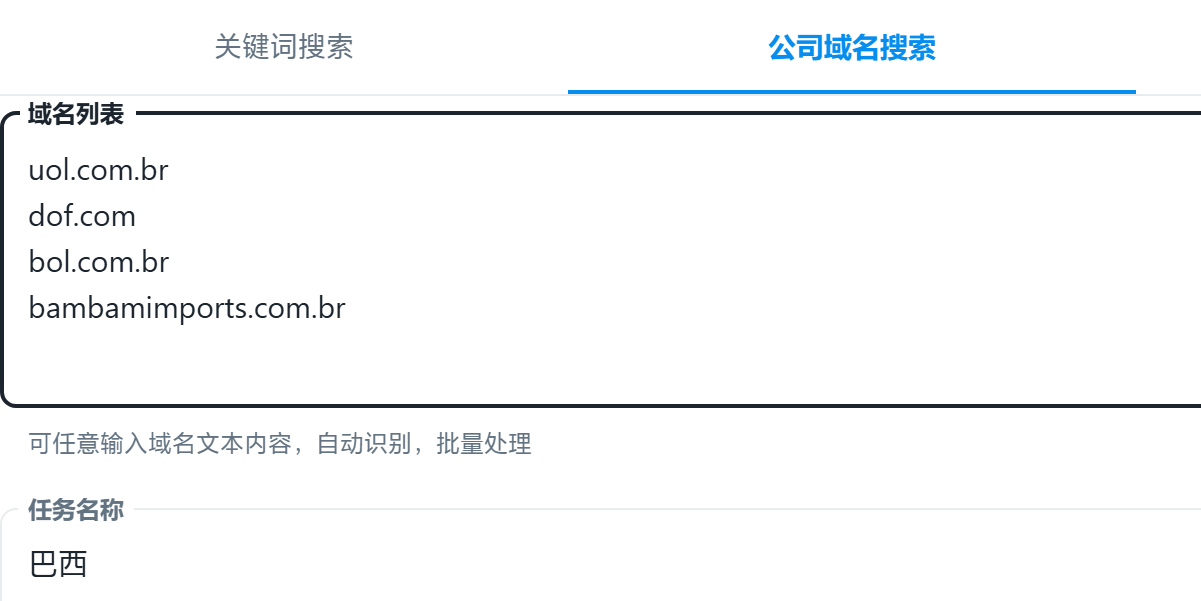 关键词搜索
公司域名搜索
域名列表
uol.com.br
dof.com
bol.com.br
bambamimports.com.br
可任意输入域名文本内容，自动识别，批量处理
任务名称
巴西